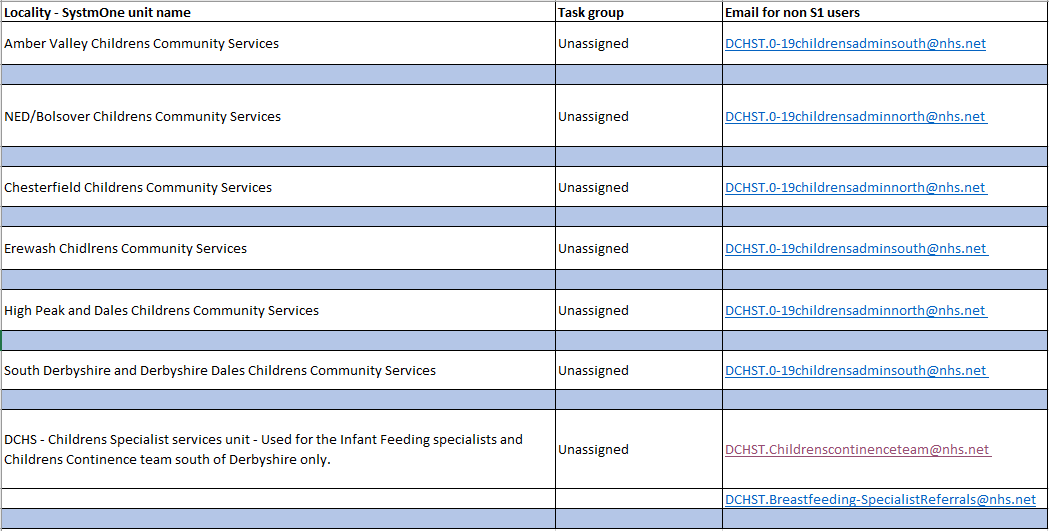 Locality - SystmOne unit name Task group Email for non S1 users
Amber Valley Childrens Community Services Unassigned DCHST.0-19childrensadminsouth@nhs.net
NED/Bolsover Childrens Community Services Unassigned DCHST.0-19childrensadminnorth@nhs.net
Chesterfield Childrens Community Services Unassigned DCHST.0-19childrensadminnorth@nhs.net
Erewash Chidlrens Community Services Unassigned DCHST.0-19childrensadminsouth@nhs.net
High Peak and Dales Childrens Community Services Unassigned DCHST.0-19childrensadminnorth@nhs.net
South Derbyshire and Derbyshire Dales Childrens Community Services Unassigned DCHST.0-19childrensadminsouth@nhs.net
DCHS - Childrens Specialist services unit - Used for the Infant Feeding specialists and
Childrens Continence team south of Derbyshire only.
Unassigned DCHST.Childrenscontinenceteam@nhs.net
DCHST.Breastfeeding-SpecialistReferrals@nhs.net